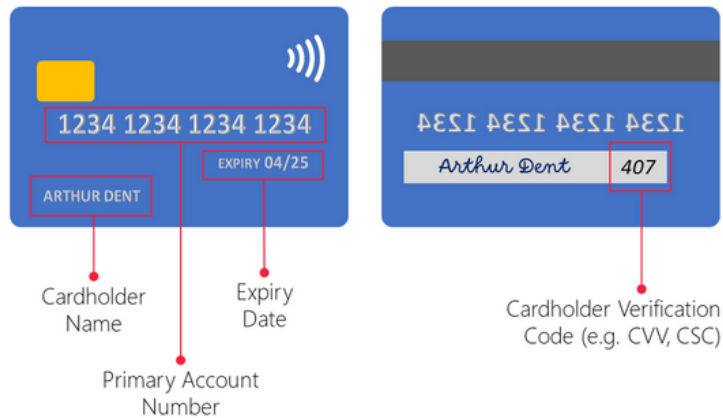 1234 1234 1234 1234
EXPIRY 04/25
ARTHUR DENT
Cardholder
Name
Expiry
Date
Primary Account
Number
1234 1234 1234 1234
Arthur Dent
407
Cardholder Verification
Code (e.g. CVV, CSC)